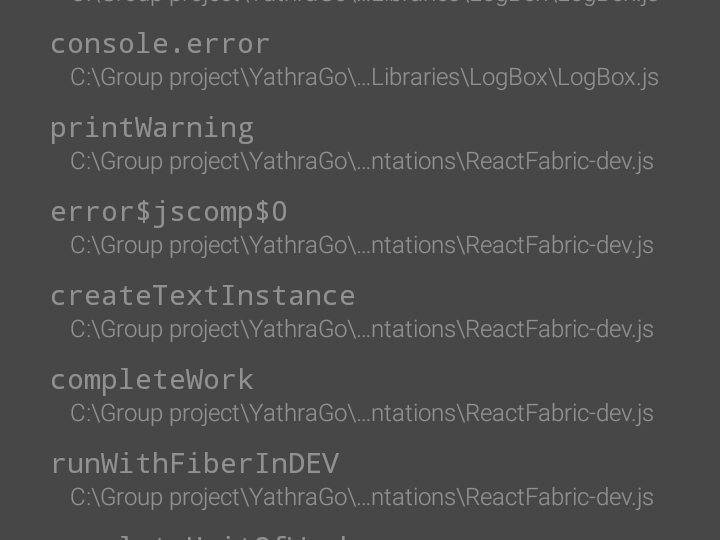 console.error
C:\Group project\YathraGo\...Libraries\LogBox\LogBox.js
printWarning
C:\Group project\YathraGo\...ntations\ReactFabric-dev.js
error$jscomp$0
C:\Group project\YathraGo\...ntations\ReactFabric-dev.js
createTextInstance
C:\Group project\YathraGo\...ntations\ReactFabric-dev.js
completeWork
C:\Group project\YathraGo\...ntations\ReactFabric-dev.js
runWithFiberInDEV
C:\Group project\YathraGo\...ntations\ReactFabric-dev.js